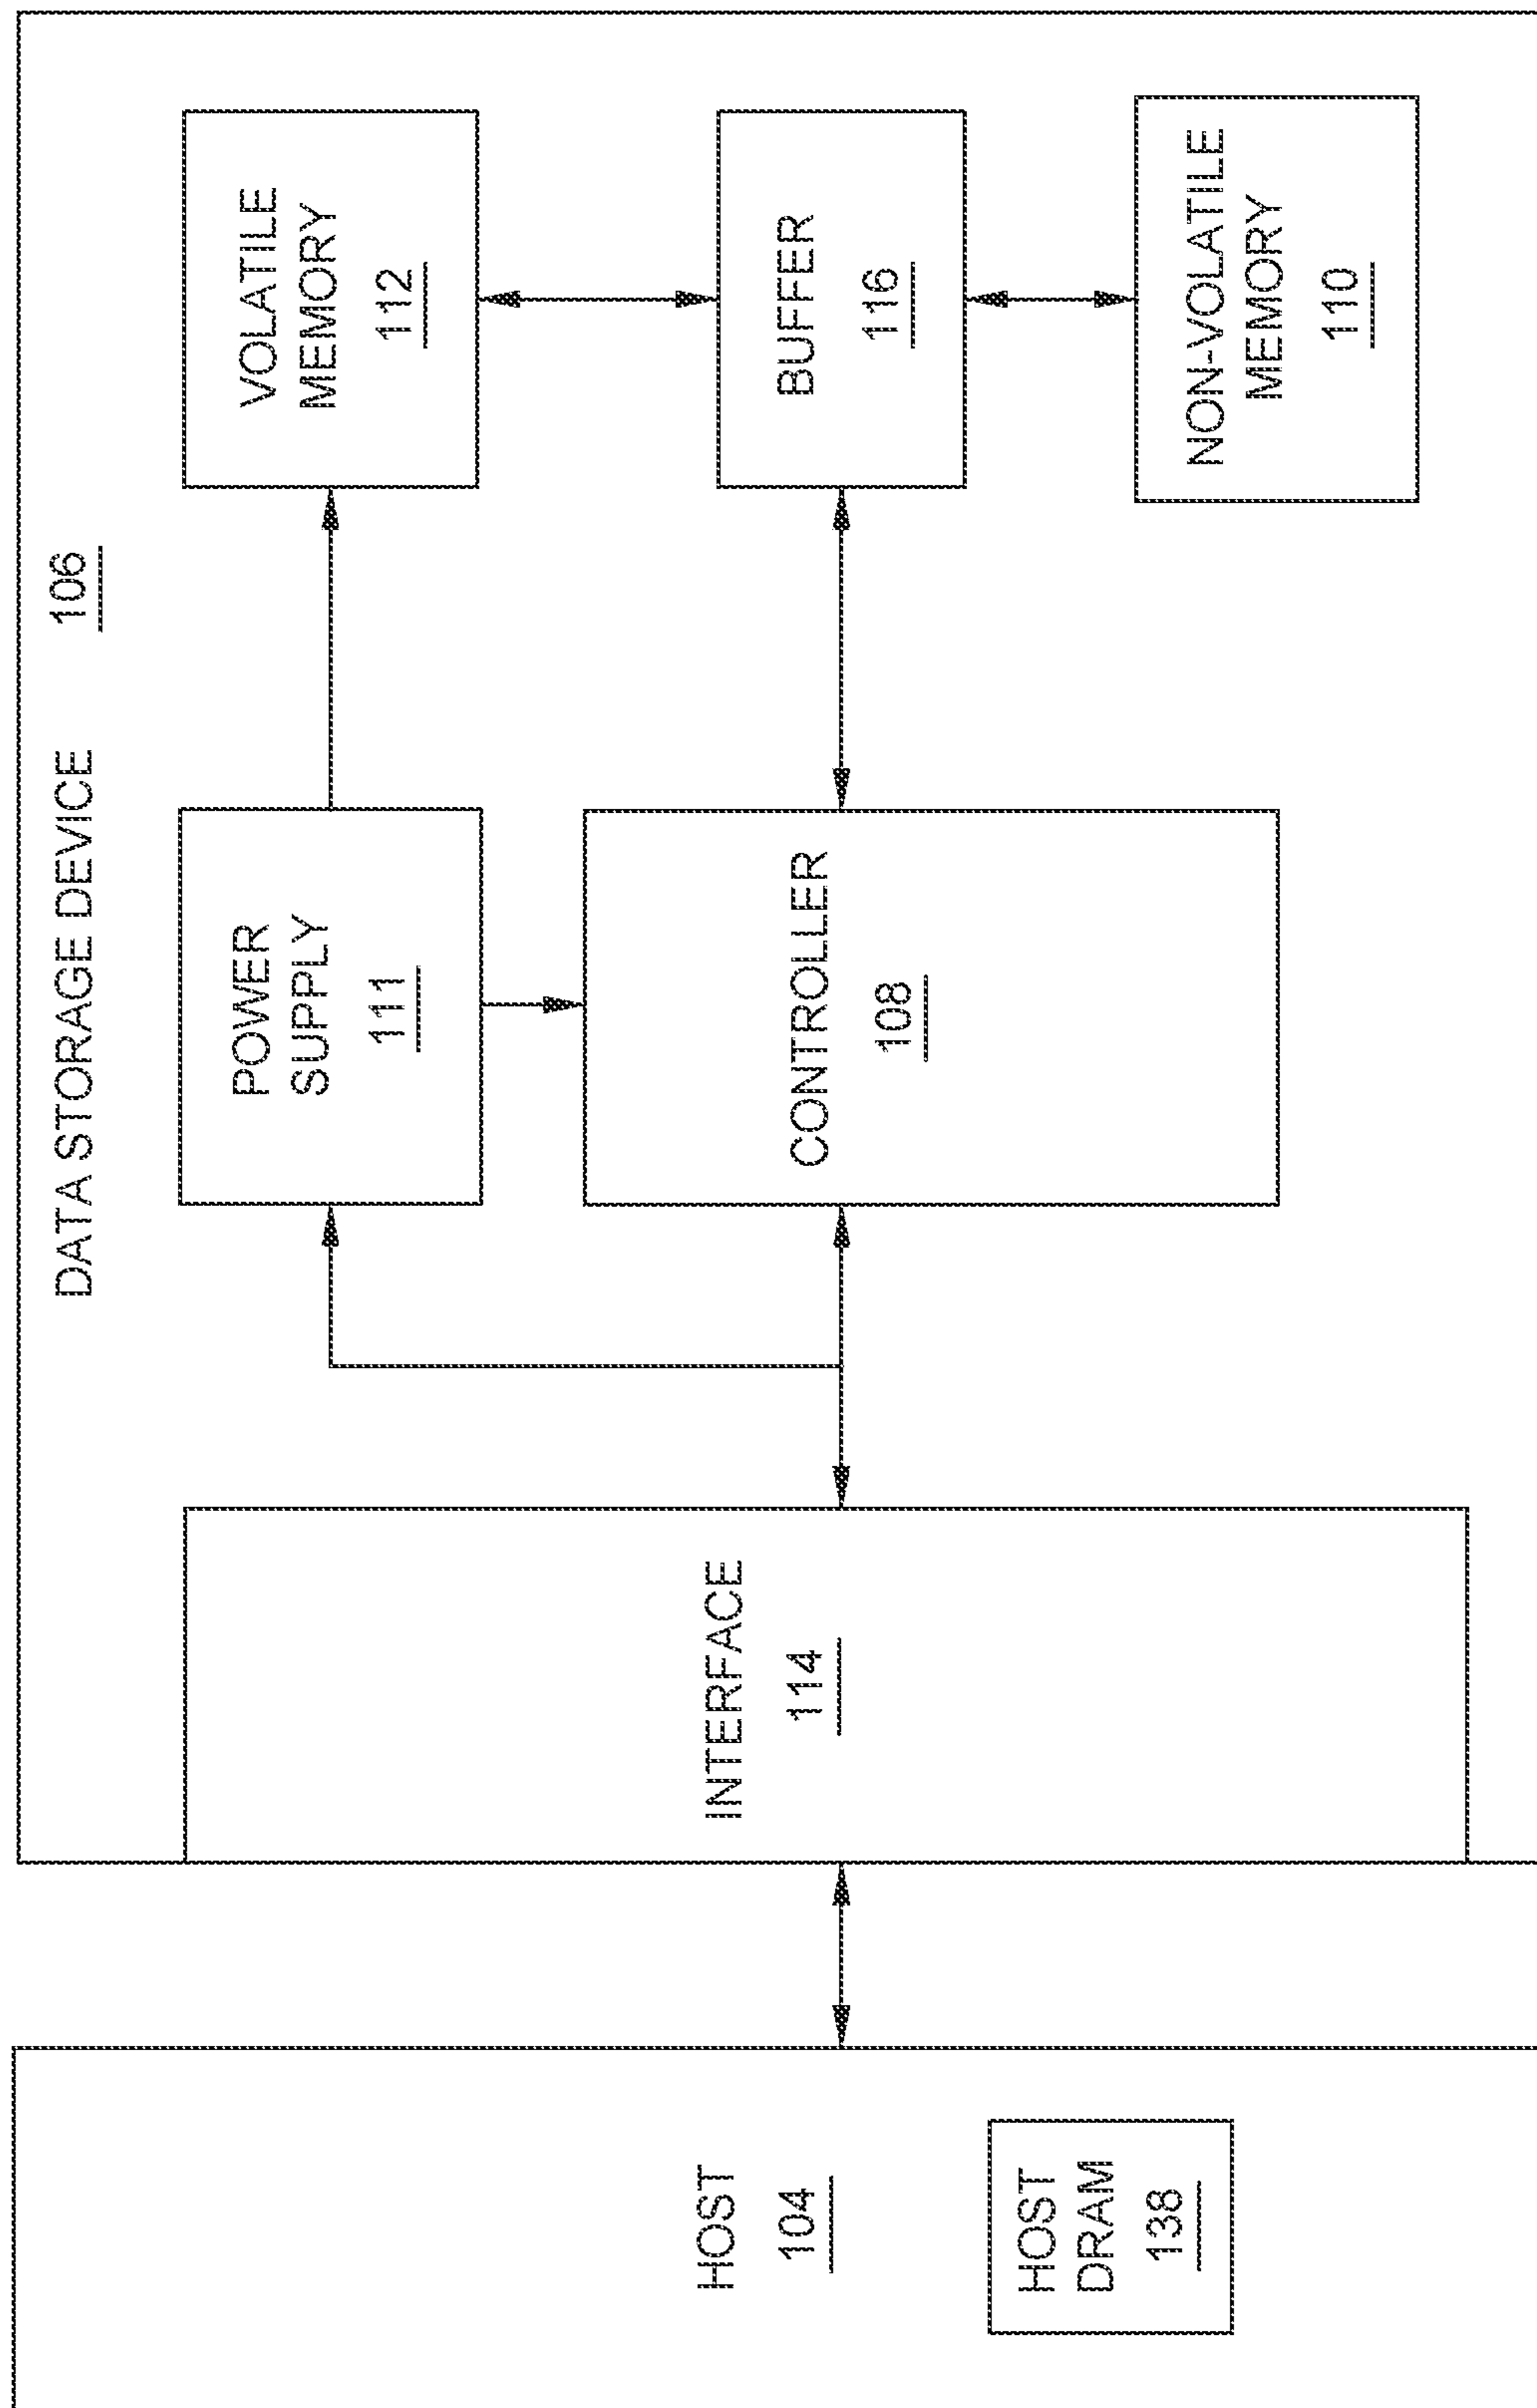 HOST
104
HOST
DRAM
138
DATA STORAGE DEVICE 106
INTERFACE
114
POWER
SUPPLY
111
CONTROLLER
108
VOLATILE
MEMORY
112
BUFFER
116
NON-VOLATILE
MEMORY
110